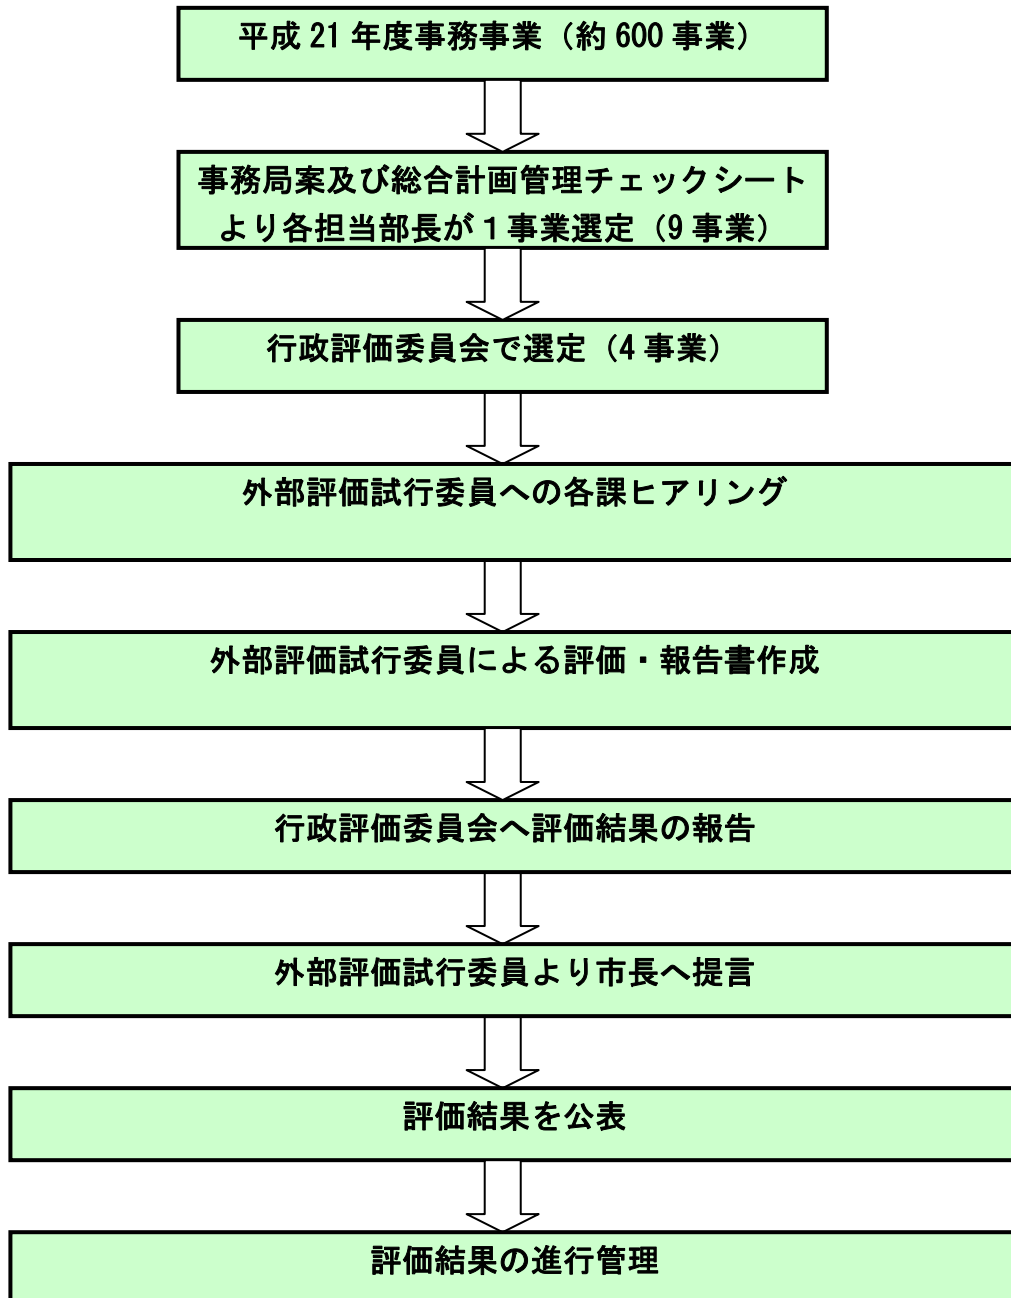 平成 21 年度事務事業（約 600 事業）
事務局案及び総合計画管理チェックシート
より各担当部長が１事業選定（9 事業）
行政評価委員会で選定（4 事業）
外部評価試行委員への各課ヒアリング
外部評価試行委員による評価・報告書作成
行政評価委員会へ評価結果の報告
外部評価試行委員より市長へ提言
評価結果を公表
評価結果の進行管理